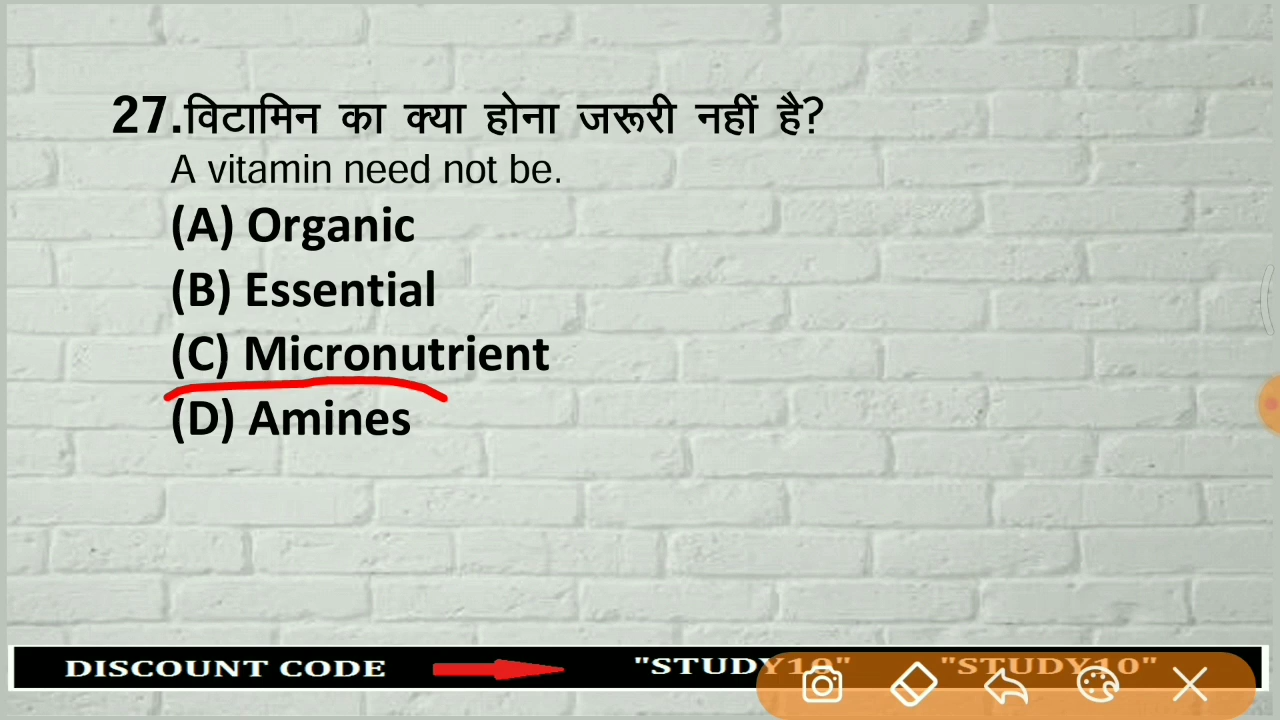 27.विटामिन का क्या होना जरूरी नहीं है?
A vitamin need not be.
(A) Organic
(B) Essential
(C) Micronutrient
(D) Amines
DISCOUNT CODE "STUDY10" "STUDY10"